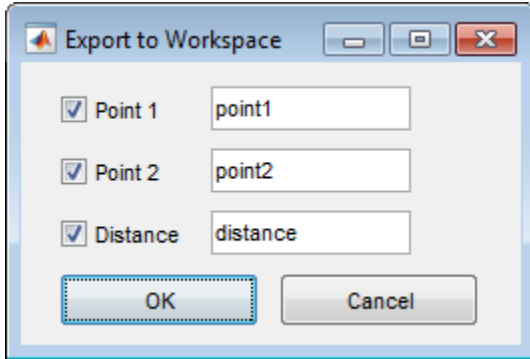 Export to Workspace
Point 1 point1
Point 2 point2
Distance distance
OK Cancel